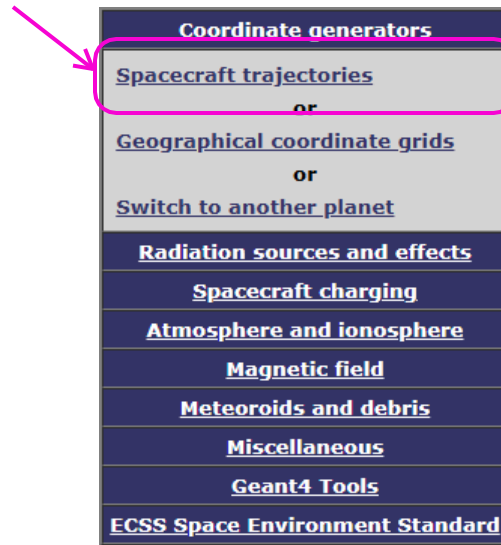 Coordinate generators
Spacecraft trajectories
or
Geographical coordinate grids
or
Switch to another planet
Radiation sources and effects
Spacecraft charging
Atmosphere and ionosphere
Magnetic field
Meteoroids and debris
Miscellaneous
Geant4 Tools
ECSS Space Environment Standard